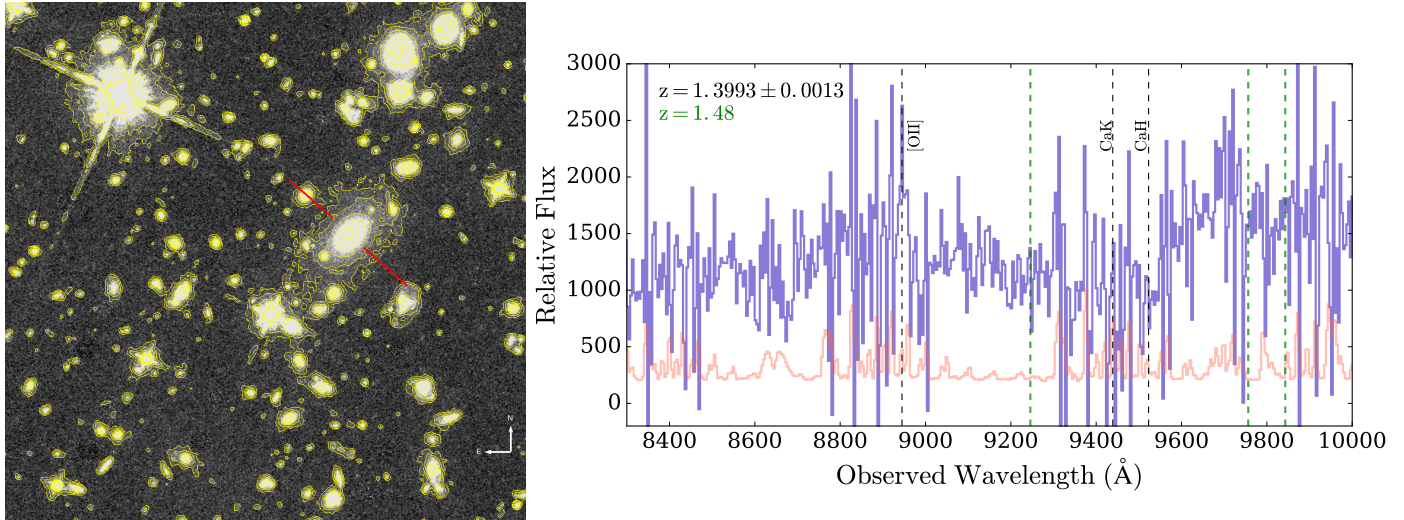 N
E
3000
2500
2000
1500
1000
500
0
Relative Flux
z = 1.3993 ± 0.0013
z = 1.48
[OII]
CaK
CaH
8400 8600 8800 9000 9200 9400 9600 9800 10000
Observed Wavelength (Å)